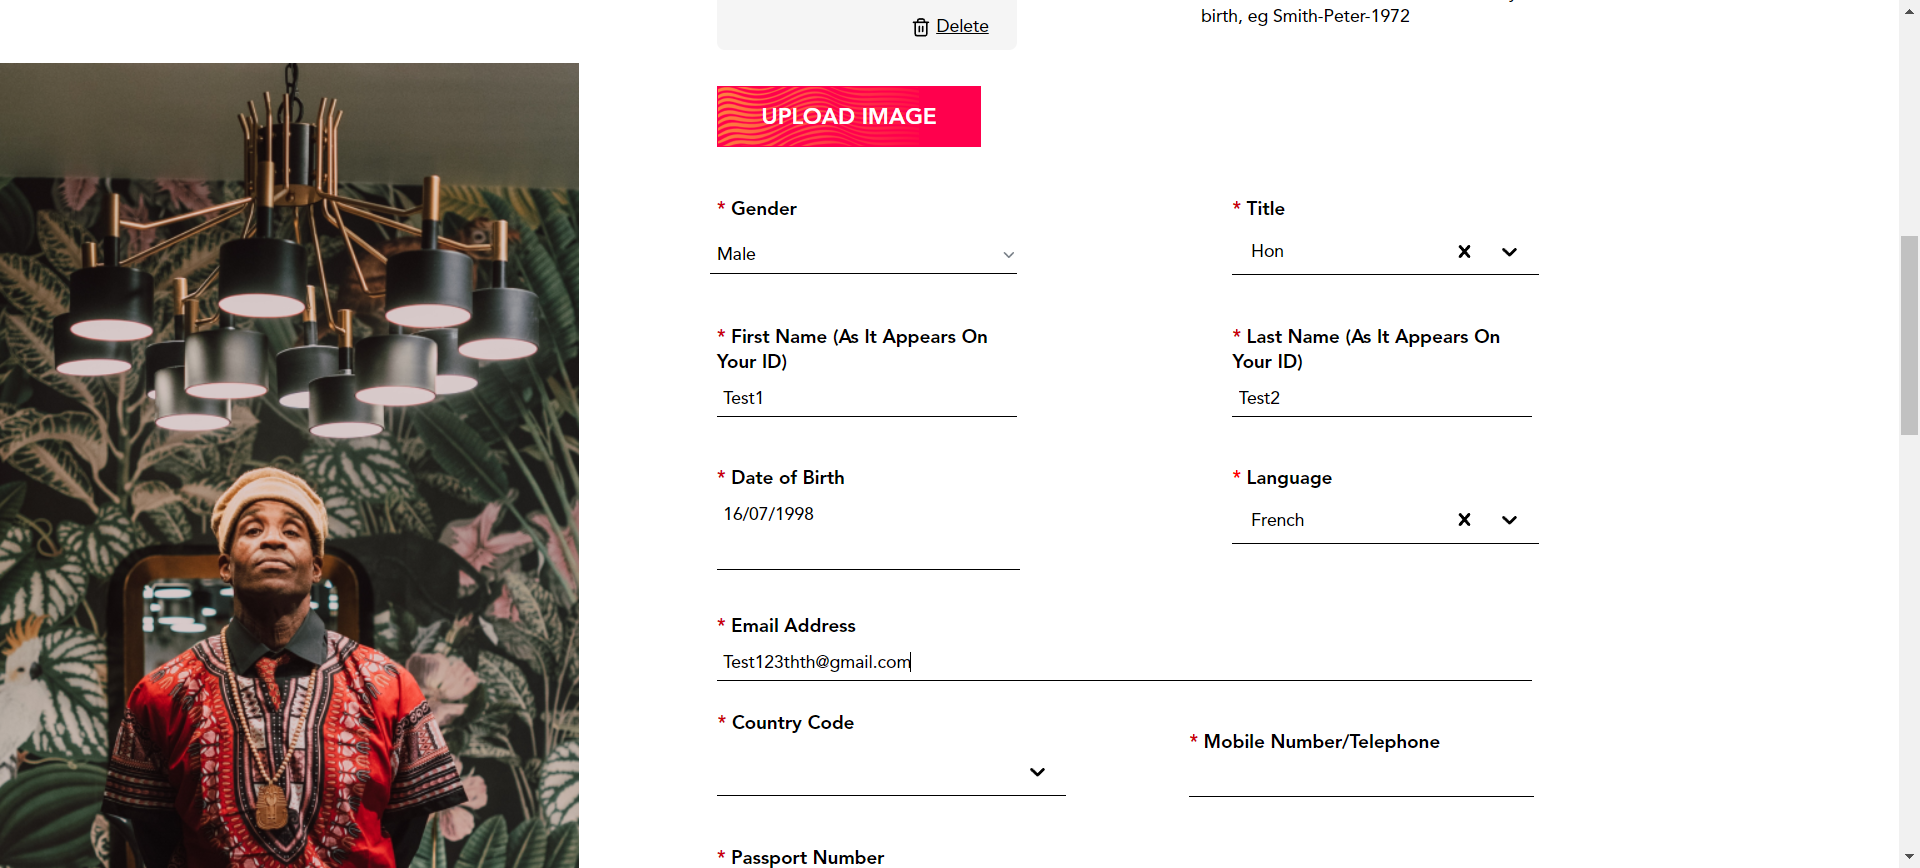 birth, eg Smith-Peter-1972
Delete
UPLOAD IMAGE
* Gender
* Title
Male
Hon
* First Name (As It Appears On
Your ID)
* Last Name (As It Appears On
Your ID)
Test1
Test2
* Date of Birth
* Language
16/07/1998
French
* Email Address
Test123thth@gmail.com
* Country Code
* Mobile Number/Telephone
* Passport Number